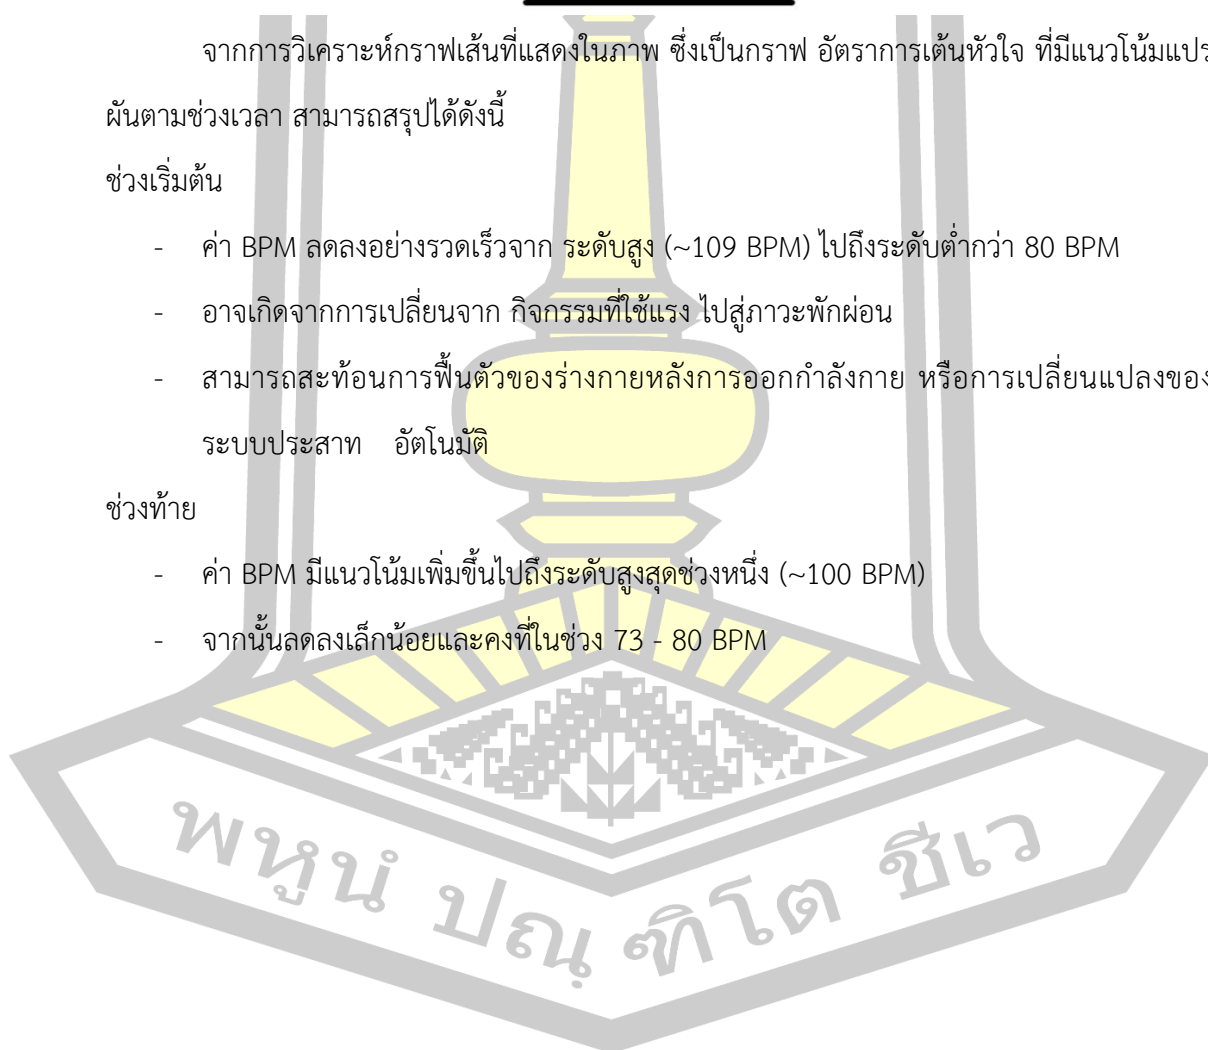 จากการวิเคราะห์กราฟเส้นที่แสดงในภาพ ซึ่งเป็นกราฟ อัตราการเต้นหัวใจ ที่มีแนวโน้มแปร
ผันตามช่วงเวลา สามารถสรุปได้ดังนี้
ช่วงเริ่มต้น
- ค่า BPM ลดลงอย่างรวดเร็วจาก ระดับสูง (~109 BPM) ไปถึงระดับต่ำกว่า 80 BPM
- อาจเกิดจากการเปลี่ยนจาก กิจกรรมที่ใช้แรง ไปสู่ภาวะพักผ่อน
- สามารถสะท้อนการฟื้นตัวของร่างกายหลังการออกกำลังกาย หรือการเปลี่ยนแปลงของ
ระบบประสาท อัตโนมัติ
ช่วงท้าย
- ค่า BPM มีแนวโน้มเพิ่มขึ้นไปถึงระดับสูงสุดช่วงหนึ่ง (~100 BPM)
- จากนั้นลดลงเล็กน้อยและคงที่ในช่วง 73 - 80 BPM
พหูนํ ปณฺ ฑิโต ชีเว